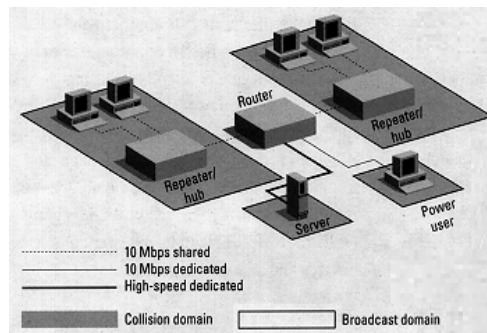 Router
Repeater/
hub
Repeater/
hub
Power
user
Server
10 Mbps shared
10 Mbps dedicated
High-speed dedicated
Collision domain
Broadcast domain